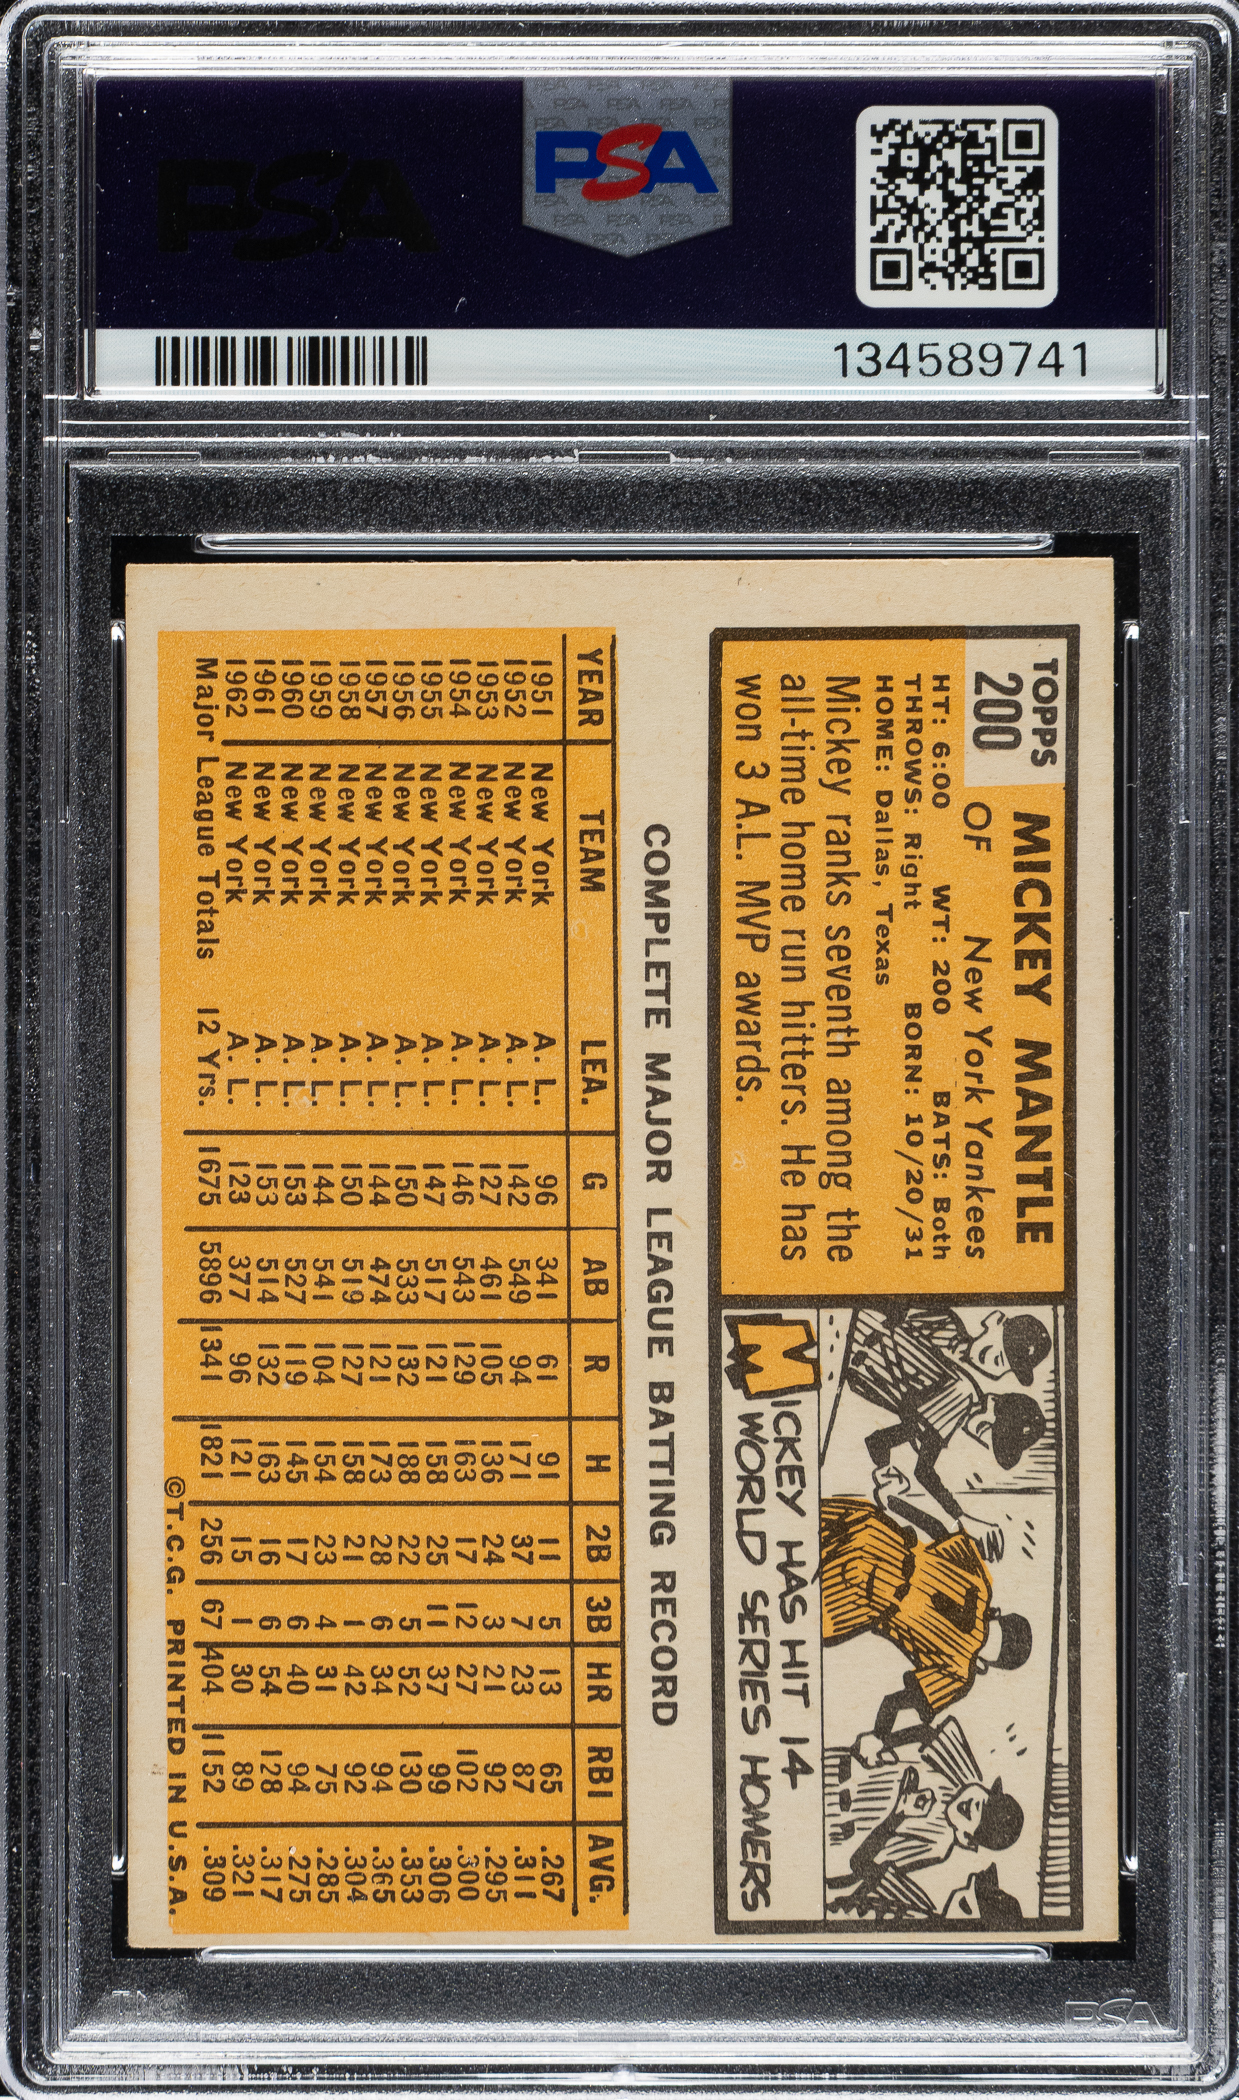 PSA
PSA
134589741
TOPPS
200
MICKEY MANTLE
OF New York Yankees
HT: 6:00 WT: 200 BATS: Both
THROWS: Right BORN: 10/20/31
HOME: Dallas, Texas
Mickey ranks seventh among the
all-time home run hitters. He has
won 3 A.L. MVP awards.
MICKEY HAS HIT 14
WORLD SERIES HOMERS
COMPLETE MAJOR LEAGUE BATTING RECORD
YEAR TEAM LEA. G AB R H 2B 3B HR RBI AVG.
1951 New York A. L. 96 341 61 91 11 5 13 65 .267
1952 New York A. L. 142 549 94 171 37 7 23 87 .311
1953 New York A. L. 127 461 105 136 24 3 21 92 .295
1954 New York A. L. 146 543 129 163 17 12 27 102 .300
1955 New York A. L. 147 517 121 158 25 11 37 99 .306
1956 New York A. L. 150 533 132 188 22 5 52 130 .353
1957 New York A. L. 144 474 121 173 28 6 34 94 .365
1958 New York A. L. 150 519 127 158 21 1 42 92 .304
1959 New York A. L. 144 541 104 154 23 4 31 75 .285
1960 New York A. L. 153 527 119 145 17 6 40 94 .275
1961 New York A. L. 153 514 132 163 16 6 54 128 .317
1962 New York A. L. 123 377 96 121 15 1 30 89 .321
Major League Totals 12 Yrs. 1675 5896 1341 1821 256 67 404 1152 .309
©T.C.G. PRINTED IN U.S.A.
PSA